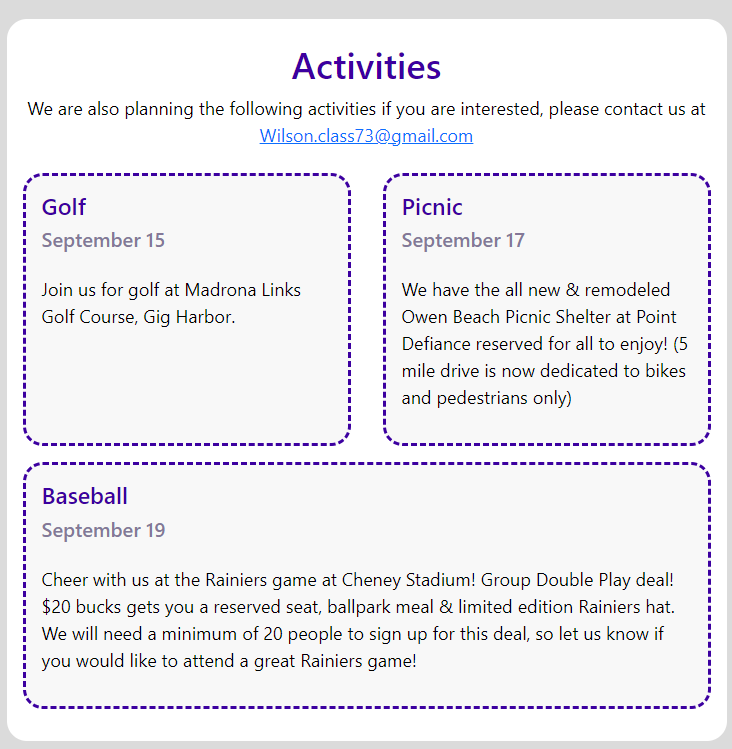 Activities
We are also planning the following activities if you are interested, please contact us at
Wilson.class73@gmail.com
Golf
September 15
Join us for golf at Madrona Links
Golf Course, Gig Harbor.
Picnic
September 17
We have the all new & remodeled
Owen Beach Picnic Shelter at Point
Defiance reserved for all to enjoy! (5
mile drive is now dedicated to bikes
and pedestrians only)
Baseball
September 19
Cheer with us at the Rainiers game at Cheney Stadium! Group Double Play deal!
$20 bucks gets you a reserved seat, ballpark meal & limited edition Rainiers hat.
We will need a minimum of 20 people to sign up for this deal, so let us know if
you would like to attend a great Rainiers game!